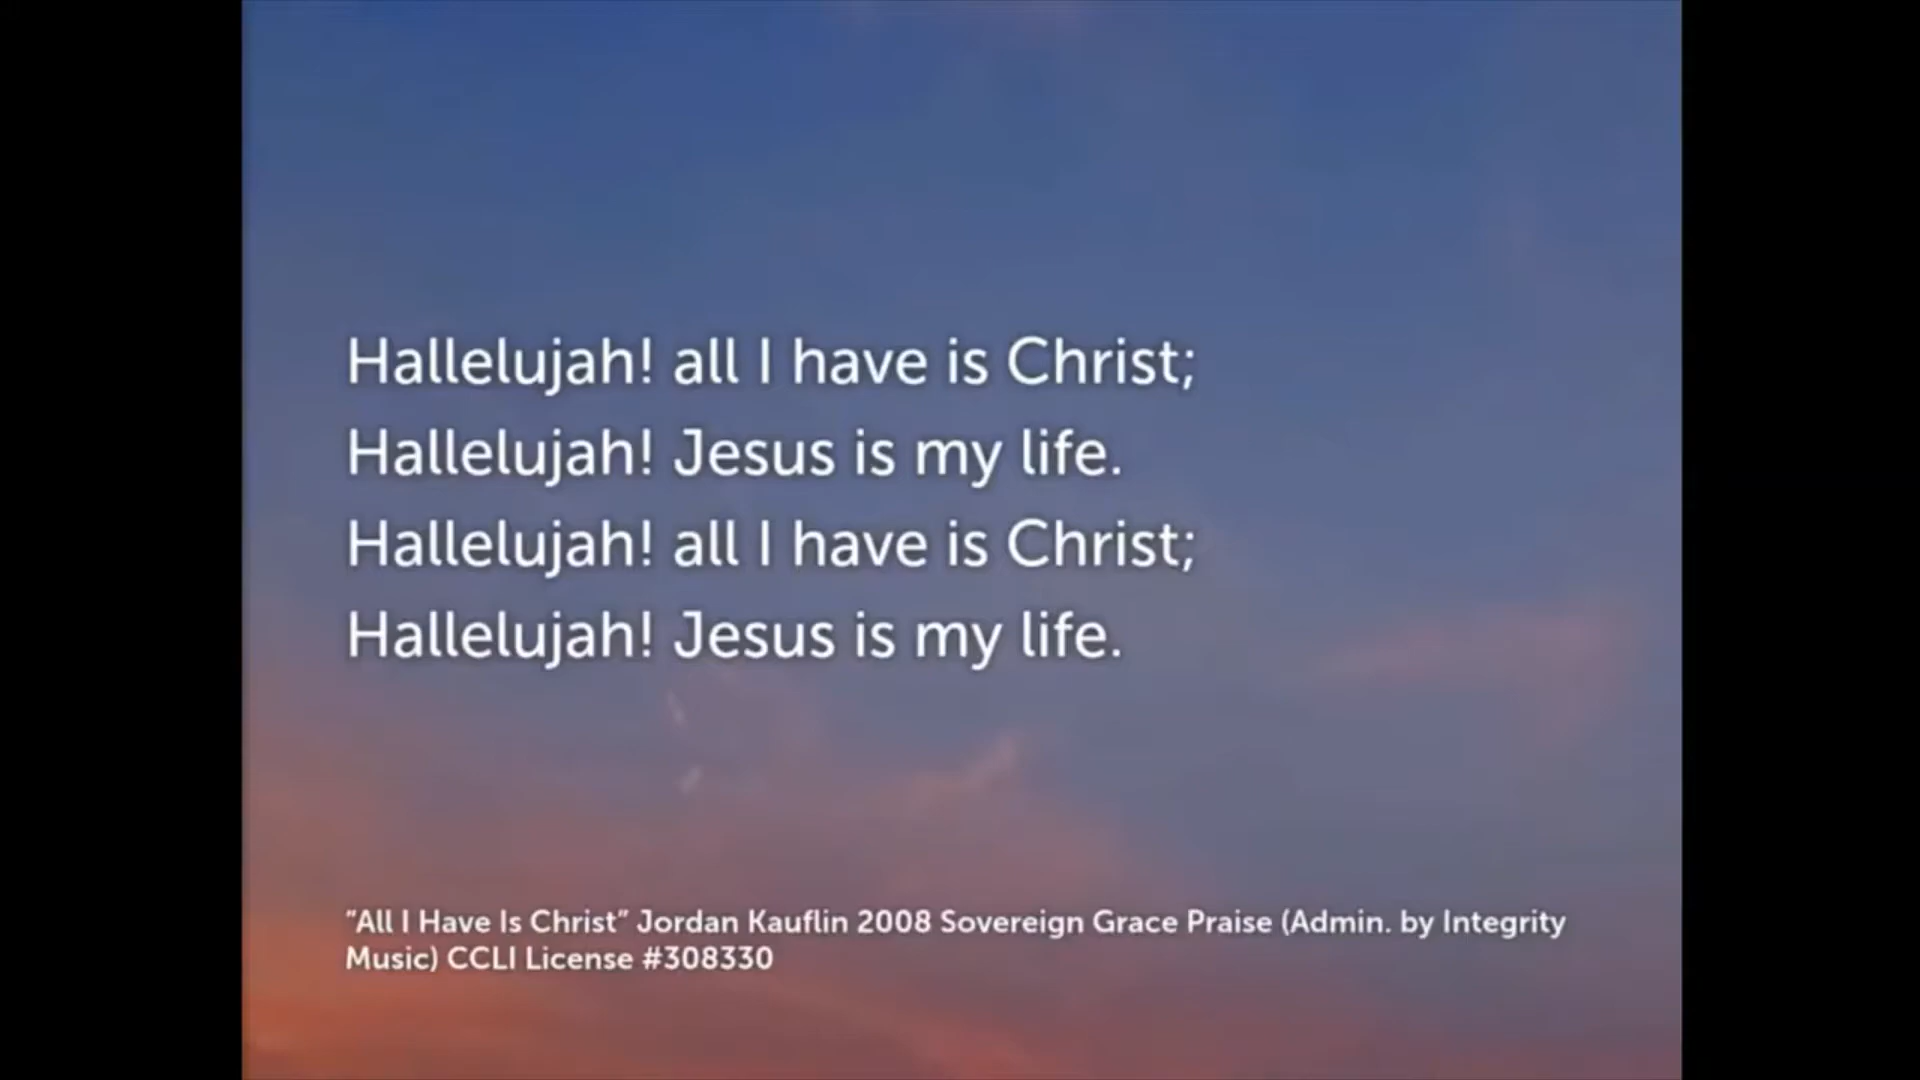 Hallelujah! all I have is Christ;
Hallelujah! Jesus is my life.
Hallelujah! all I have is Christ;
Hallelujah! Jesus is my life.
“All I Have Is Christ” Jordan Kauflin 2008 Sovereign Grace Praise (Admin. by Integrity
Music) CCLI License #308330